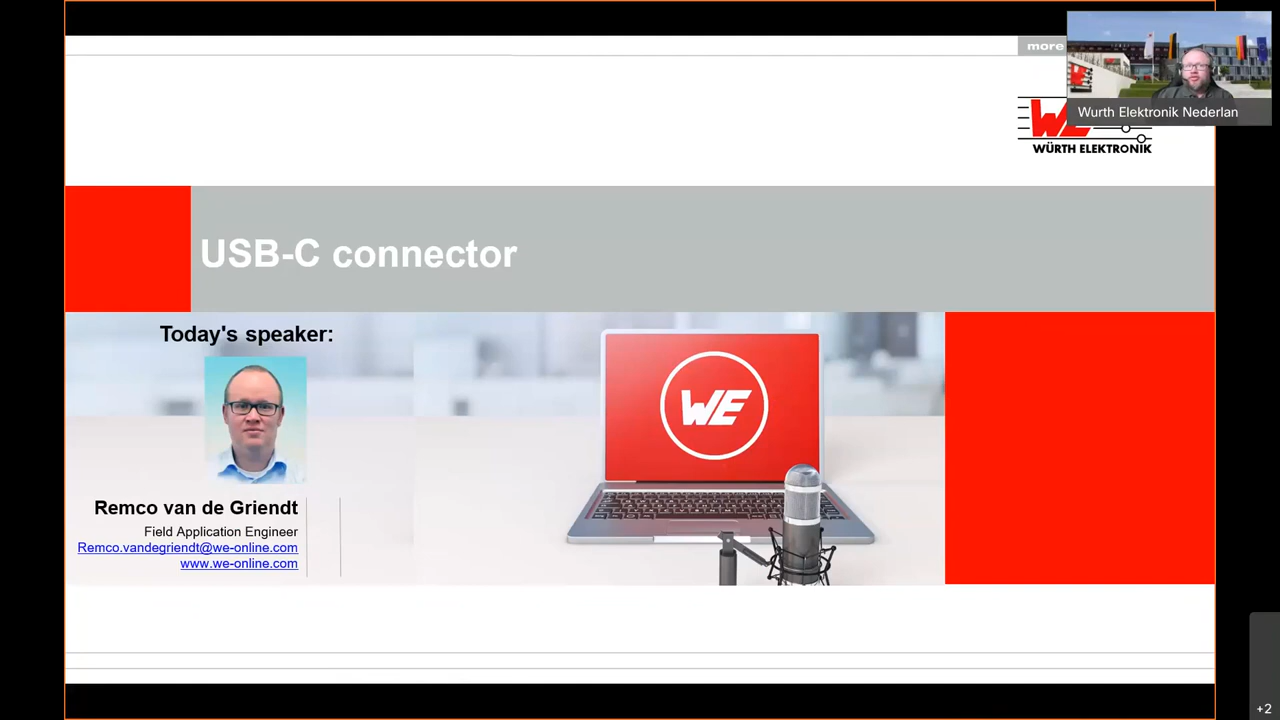 more
Wurth Elektronik Nederlan
WE
WÜRTH ELEKTRONIK
USB-C connector
Today's speaker:
WE
Remco van de Griendt
Field Application Engineer
Remco.vandegriendt@we-online.com
www.we-online.com
+2